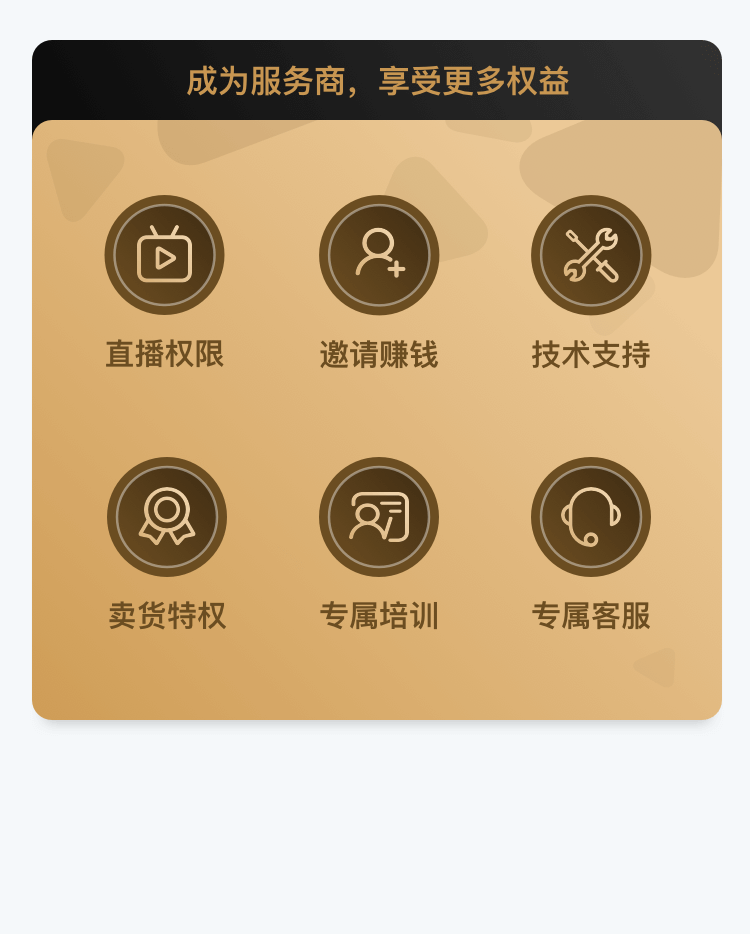 成为服务商，享受更多权益
直播权限
邀请赚钱
技术支持
卖货特权
专属培训
专属客服